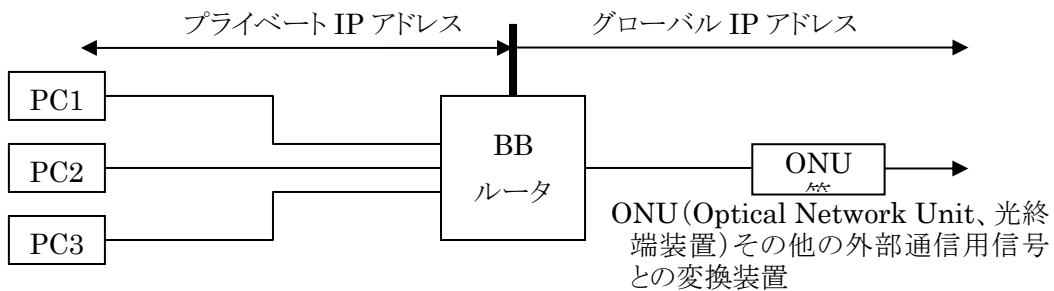 プライベート IP アドレス
グローバル IP アドレス
PC1
PC2
PC3
BB
ルータ
ONU
ONU（Optical Network Unit、光終
端装置）その他の外部通信用信号
との変換装置